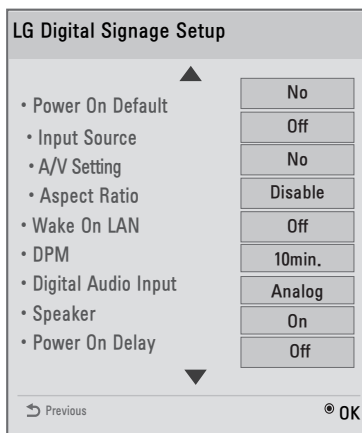 LG Digital Signage Setup
• Power On Default
No
• Input Source
Off
• A/V Setting
No
• Aspect Ratio
Disable
• Wake On LAN
Off
• DPM
10min.
• Digital Audio Input
Analog
• Speaker
On
• Power On Delay
Off
Previous
OK